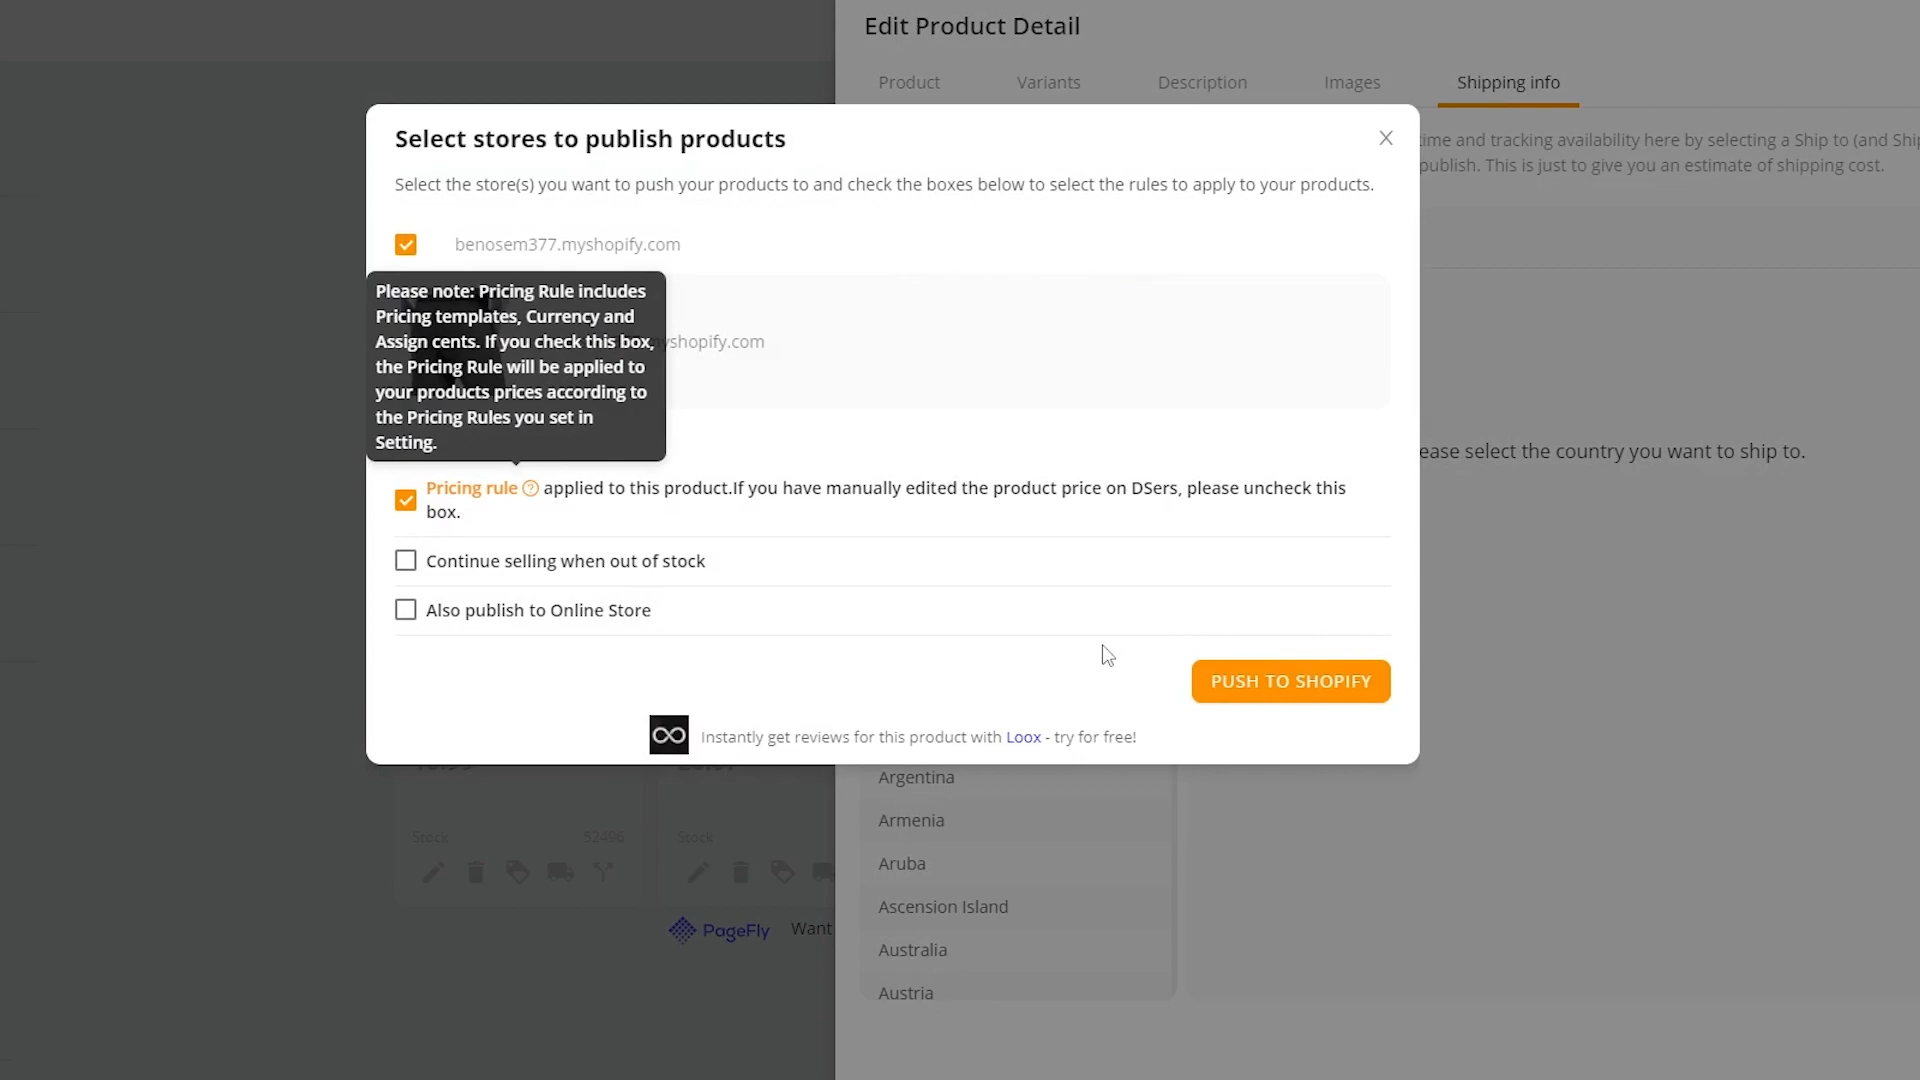 Edit Product Detail
Product Variants Description Images Shipping info
time and tracking availability here by selecting a Ship to (and Ship
publish. This is just to give you an estimate of shipping cost.
Select stores to publish products
Select the store(s) you want to push your products to and check the boxes below to select the rules to apply to your products.
benosem377.myshopify.com
Please note: Pricing Rule includes
Pricing templates, Currency and
Assign cents. If you check this box,
the Pricing Rule will be applied to
your products prices according to
the Pricing Rules you set in
Setting.
yshopify.com
ease select the country you want to ship to.
Pricing rule ? applied to this product.If you have manually edited the product price on DSers, please uncheck this
box.
Continue selling when out of stock
Also publish to Online Store
PUSH TO SHOPIFY
Instantly get reviews for this product with Loox - try for free!
Stock 52496 Stock
PageFly Want
Argentina
Armenia
Aruba
Ascension Island
Australia
Austria